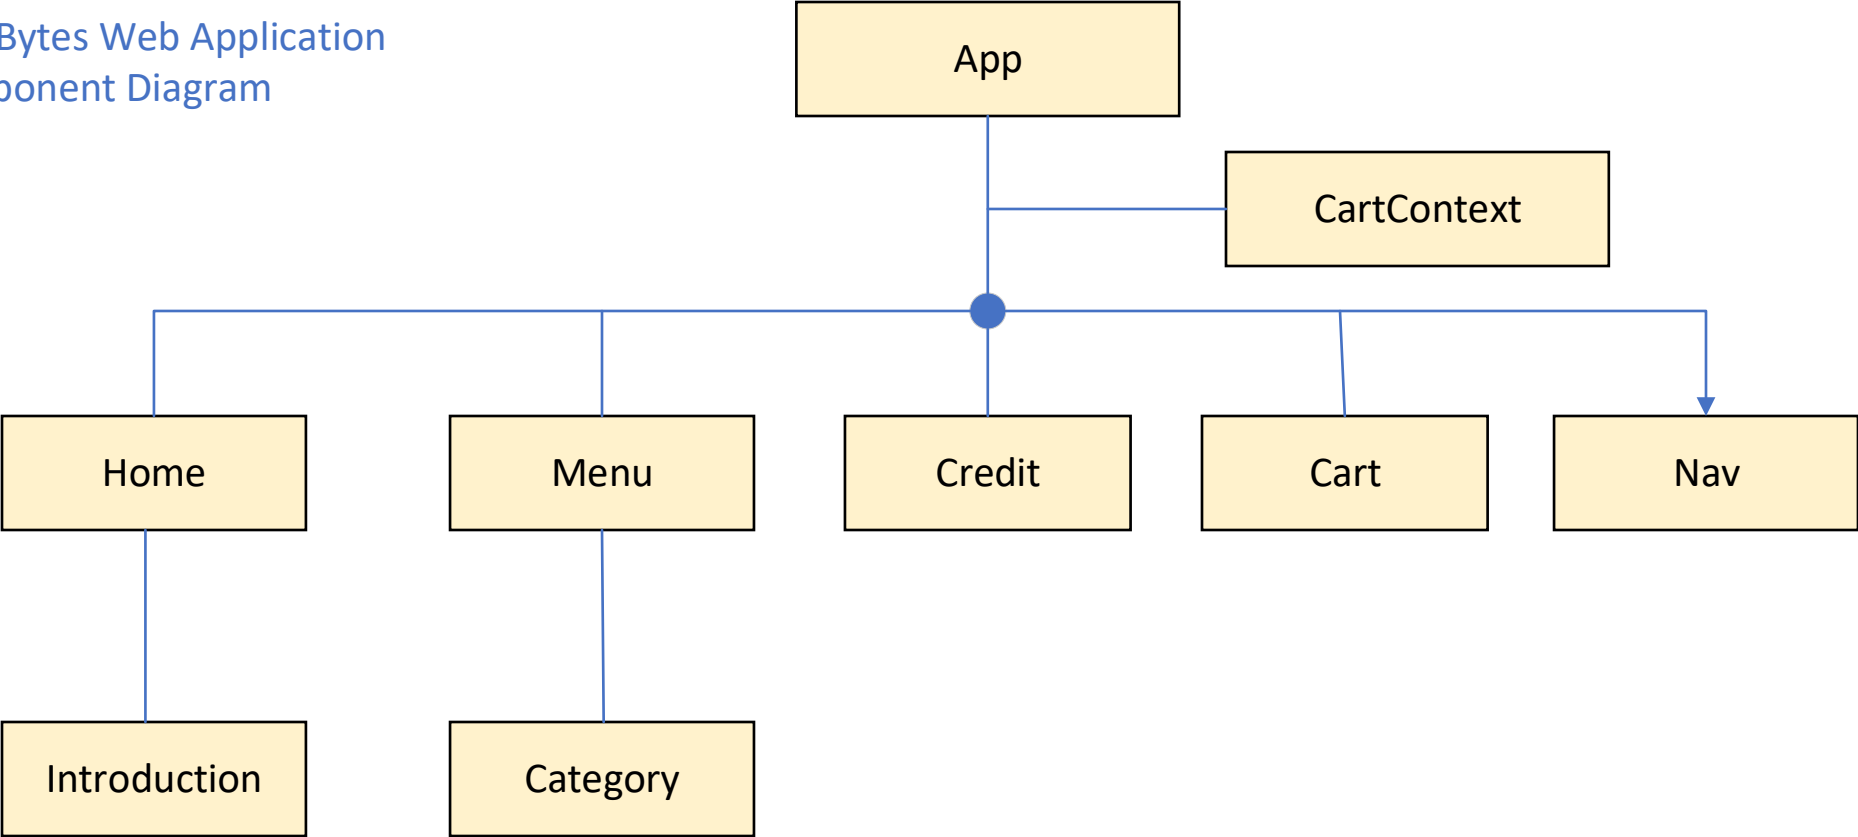 Bytes Web Application
ponent Diagram
App
CartContext
Home
Menu
Credit
Cart
Nav
Introduction
Category